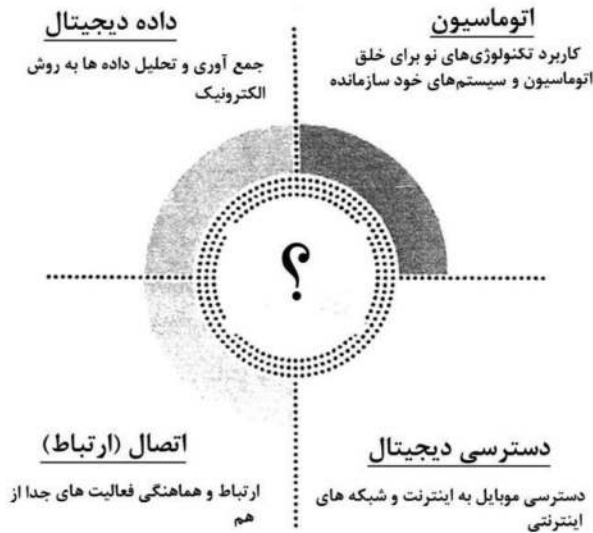 اتوماسیون
کاربرد تکنولوژی‌های نو برای خلق
اتوماسیون و سیستم‌های خود سازمانده
داده دیجیتال
جمع آوری و تحلیل داده ها به روش
الکترونیک
؟
دسترسی دیجیتال
دسترسی موبایل به اینترنت و شبکه های
اینترنتی
اتصال (ارتباط)
ارتباط و هماهنگی فعالیت های جدا از
هم